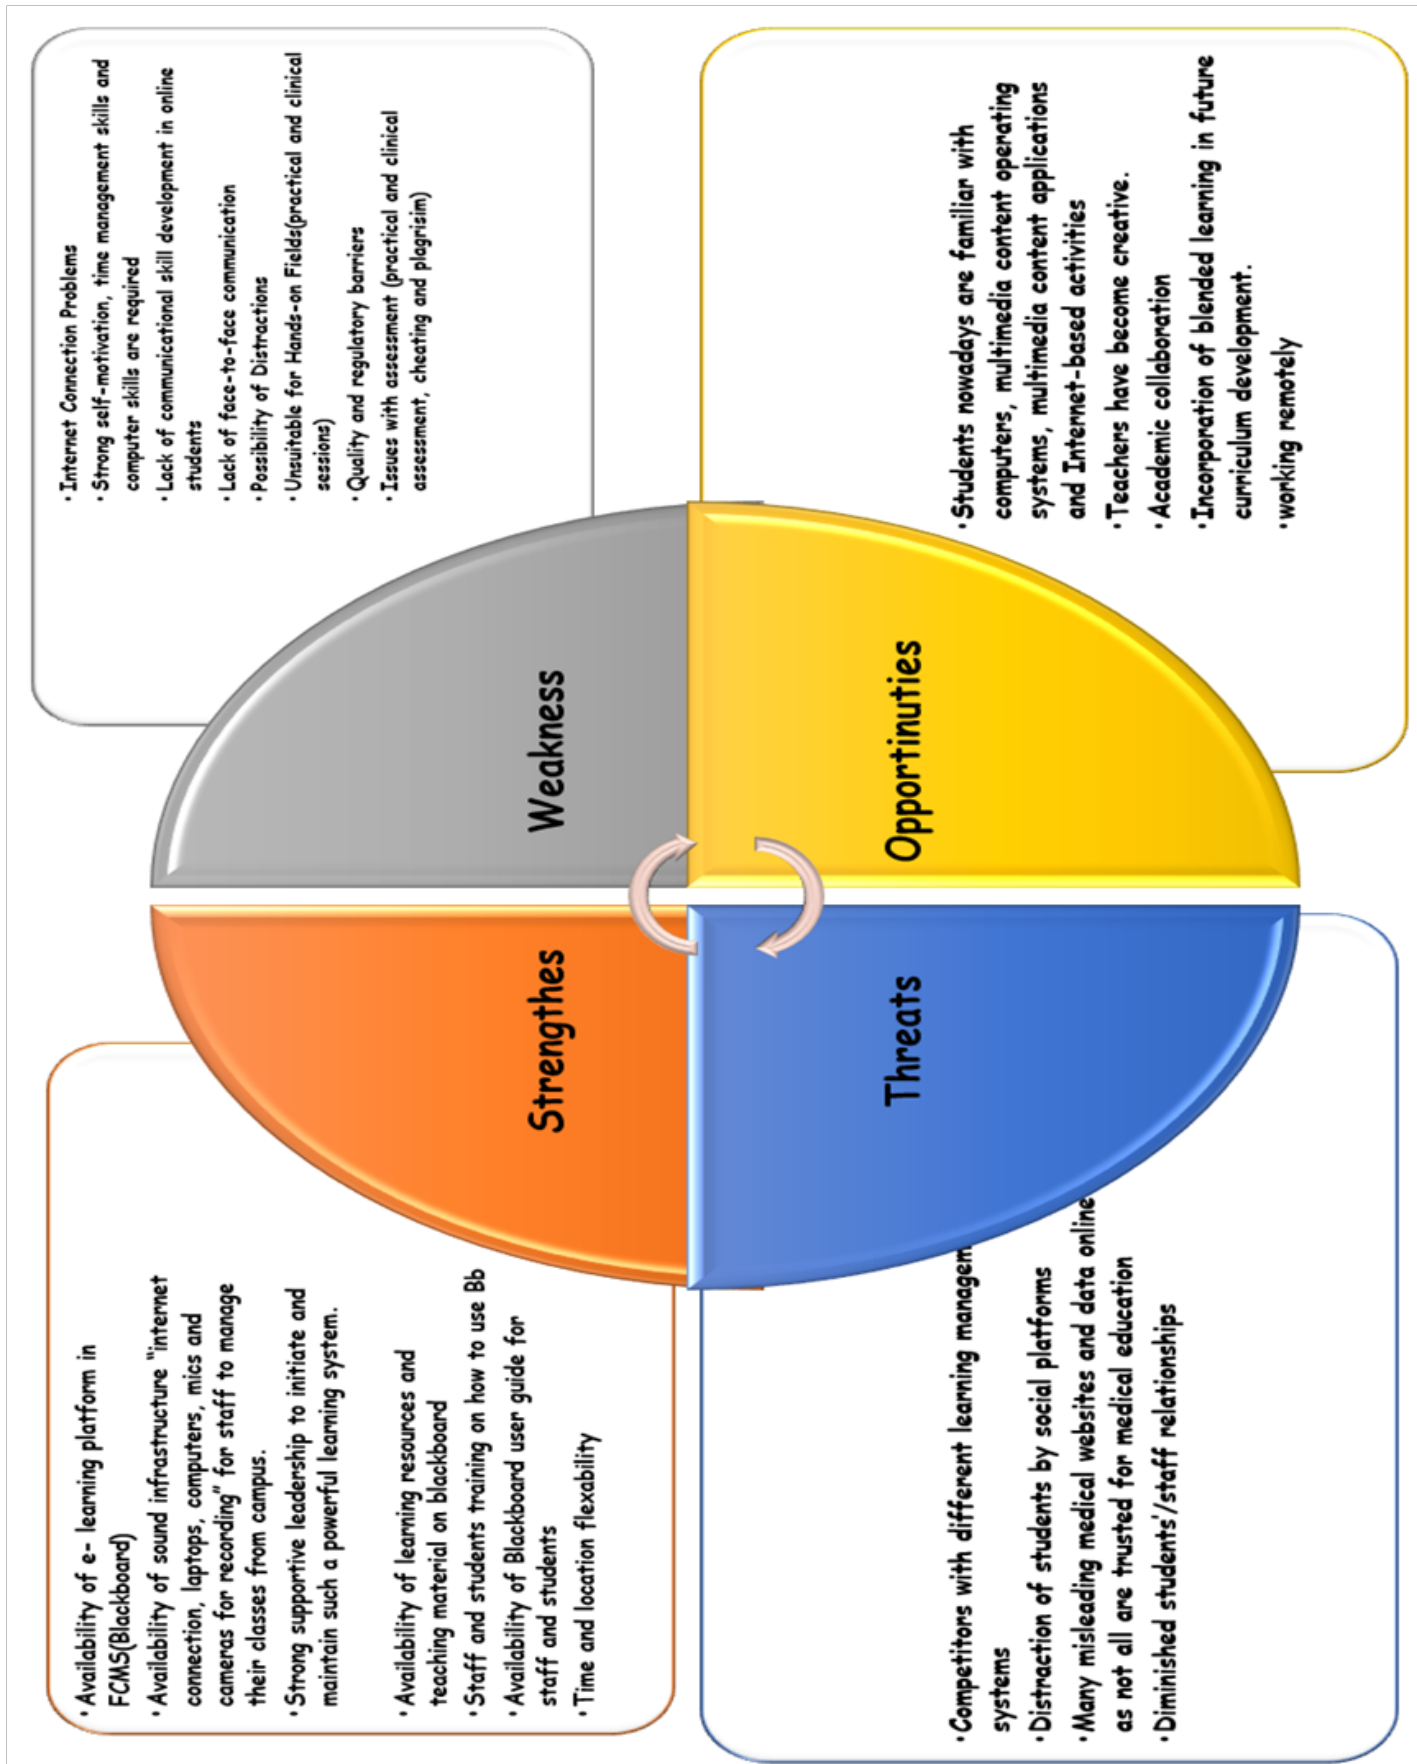 • Availability of e- learning platform in
FCMS(Blackboard)
• Availability of sound infrastructure "internet
connection, laptops, computers, mics and
cameras for recording" for staff to manage
their classes from campus.
• Strong supportive leadership to initiate and
maintain such a powerful learning system.
• Availability of learning resources and
teaching material on blackboard
• Staff and students training on how to use Bb
• Availability of Blackboard user guide for
staff and students
• Time and location flexability
Strengthes
Weakness
• Internet Connection Problems
• Strong self-motivation, time management skills and
computer skills are required
• Lack of communicational skill development in online
students
• Lack of face-to-face communication
• Possibility of Distractions
• Unsuitable for Hands-on Fields(practical and clinical
sessions)
• Quality and regulatory barriers
• Issues with assessment (practical and clinical
assessment, cheating and plagrisim)
Threats
Opportinuties
• Competitors with different learning managem
systems
• Distraction of students by social platforms
• Many misleading medical websites and data online
as not all are trusted for medical education
• Diminished students'/staff relationships
• Students nowadays are familiar with
computers, multimedia content operating
systems, multimedia content applications
and Internet-based activities
• Teachers have become creative.
• Academic collaboration
• Incorporation of blended learning in future
curriculum development.
• working remotely